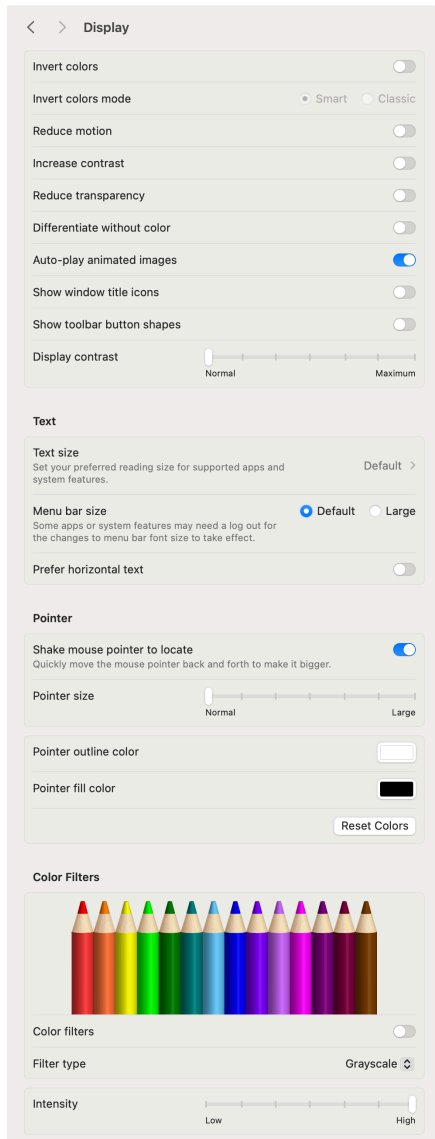 Display
Invert colors
Invert colors mode Smart Classic
Reduce motion
Increase contrast
Reduce transparency
Differentiate without color
Auto-play animated images
Show window title icons
Show toolbar button shapes
Display contrast
Normal Maximum
Text
Text size
Set your preferred reading size for supported apps and
system features.
Default
Menu bar size Default Large
Some apps or system features may need a log out for
the changes to menu bar font size to take effect.
Prefer horizontal text
Pointer
Shake mouse pointer to locate
Quickly move the mouse pointer back and forth to make it bigger.
Pointer size
Normal Large
Pointer outline color
Pointer fill color
Reset Colors
Color Filters
Color filters
Filter type Grayscale
Intensity
Low High